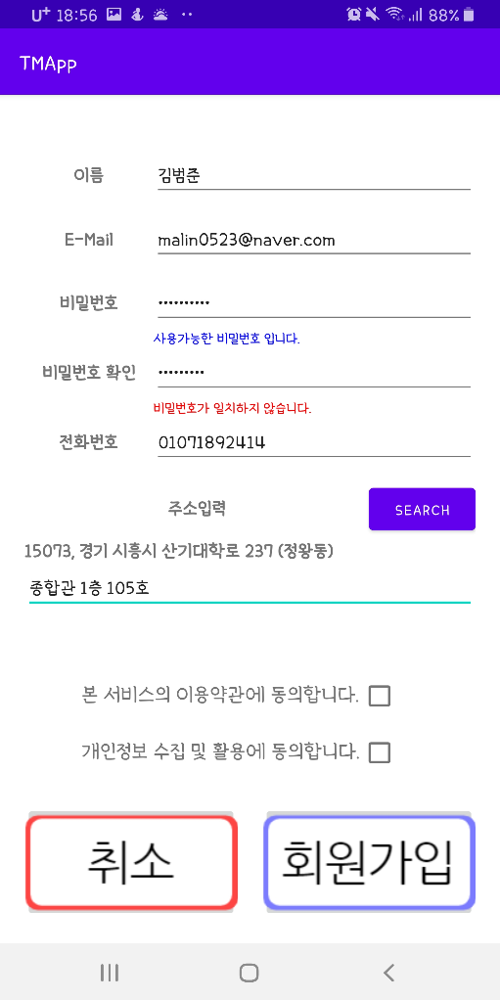 U+ 18:56 88%
TMApp
이름 김범준
E-Mail malin0523@naver.com
비밀번호 ••••••••••
사용가능한 비밀번호 입니다.
비밀번호 확인 •••••••••
비밀번호가 일치하지 않습니다.
전화번호 01071892414
주소입력 SEARCH
15073, 경기 시흥시 산기대학로 237 (정왕동)
종합관 1층 105호
본 서비스의 이용약관에 동의합니다.
개인정보 수집 및 활용에 동의합니다.
취소 회원가입